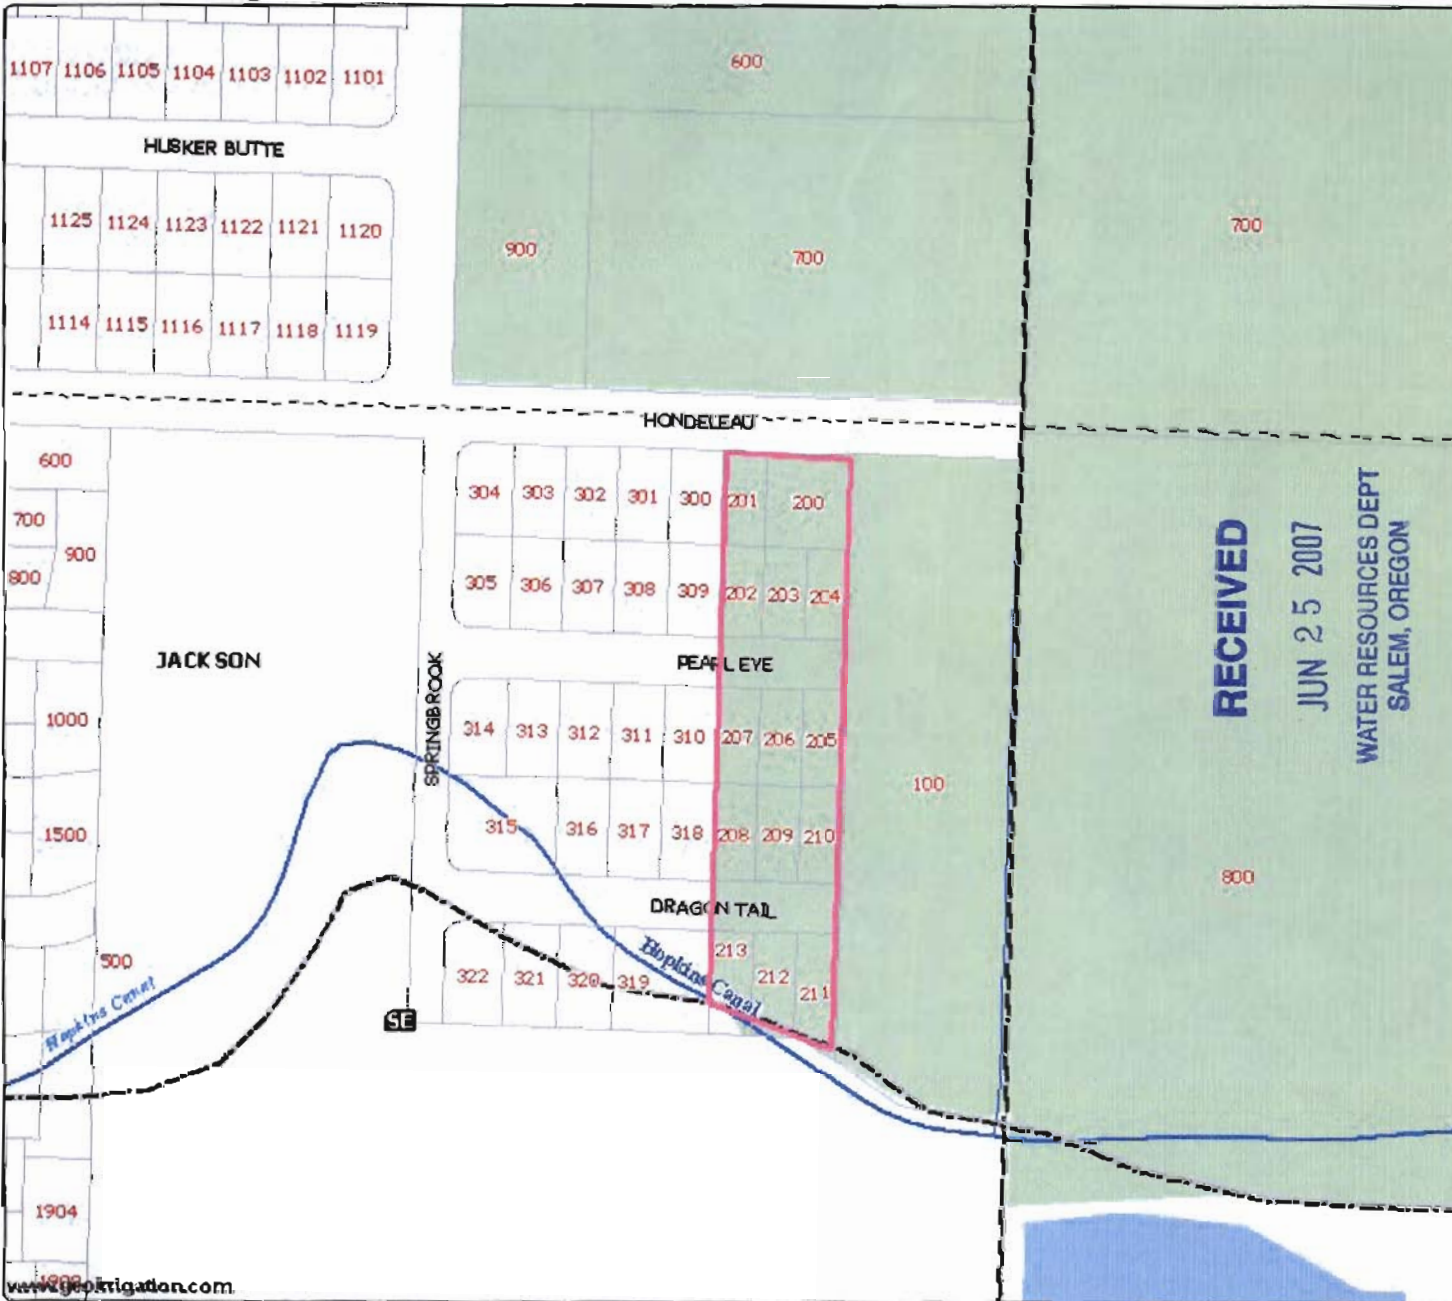 600
1107 1106 1105 1104 1103 1102 1101
HUSKER BUTTE
1125 1124 1123 1122 1121 1120
900 700
700
1114 1115 1116 1117 1118 1119
HONDELEAU
600
304 303 302 301 300 201 200
700
900
800
305 306 307 308 309 202 203 204
JACKSON
SPRINGBROOK
PEARL EYE
1000
314 313 312 311 310 207 206 205
100
1500
315 316 317 318 208 209 210
800
DRAGON TAIL
500
Hopkins Canal
322 321 320 319
Hopkins Canal
213
212
211
SE
1904
www.geoirrigation.com
RECEIVED
JUN 25 2007
WATER RESOURCES DEPT
SALEM, OREGON